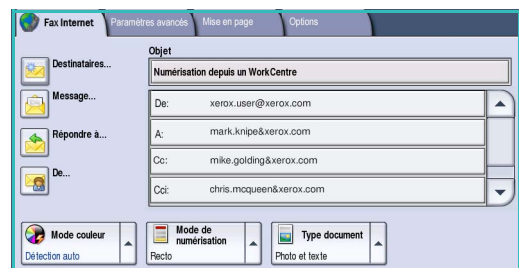 Fax Internet Paramètres avancés Mise en page Options
Objet
Destinataires...
Numérisation depuis un WorkCentre
Message...
De: xerox.user@xerox.com
Répondre à...
A: mark.knipe&xerox.com
Cc: mike.golding&xerox.com
De...
Cci: chris.mcqueen&xerox.com
Mode couleur
Détection auto
Mode de
numérisation
Recto
Type document
Photo et texte